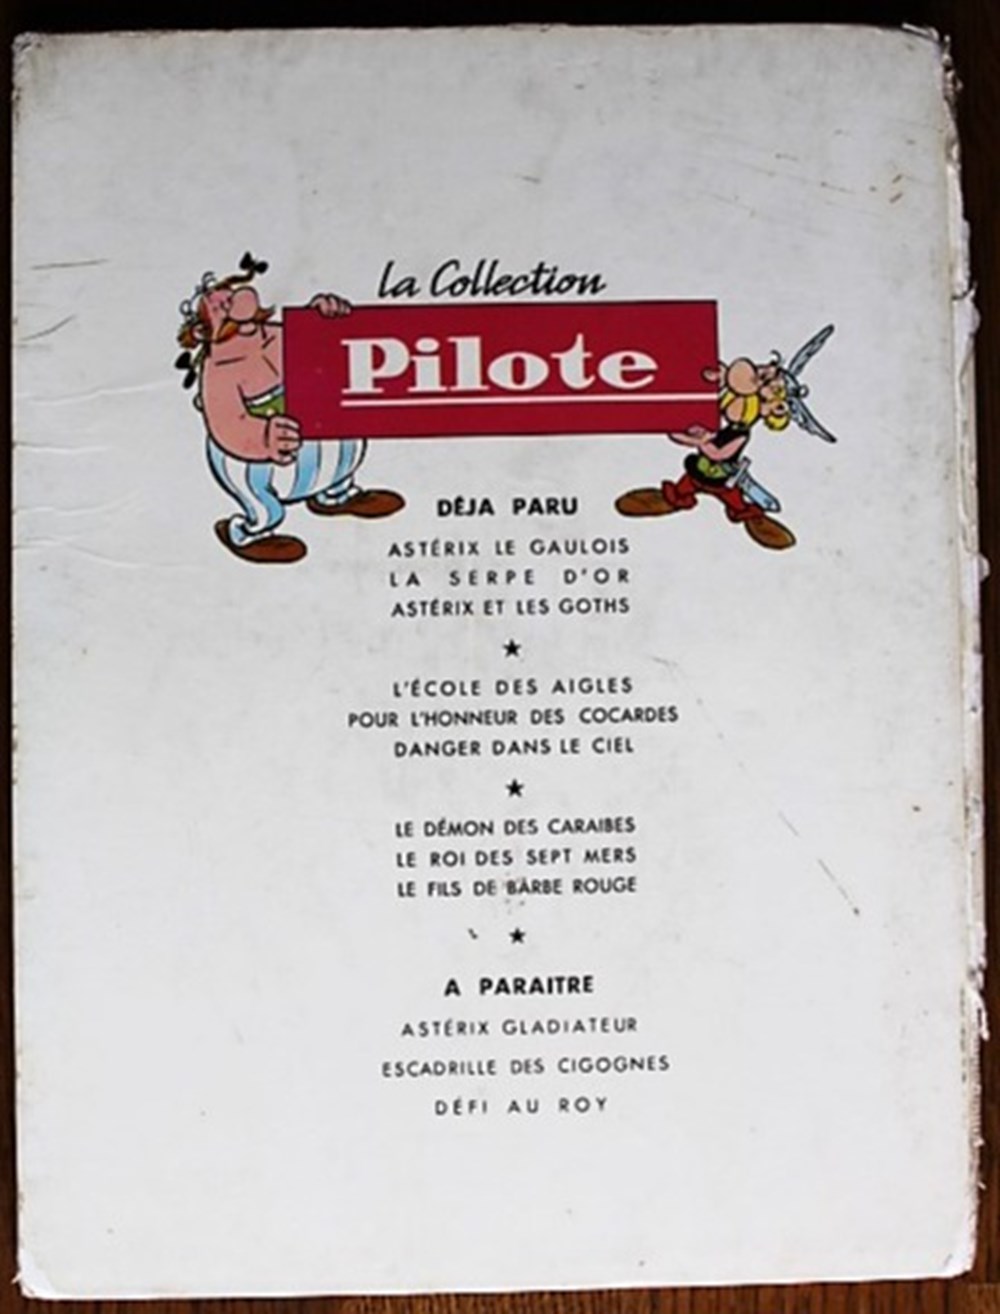 La Collection
Pilote
DÉJA PARU
ASTÉRIX LE GAULOIS
LA SERPE D'OR
ASTÉRIX ET LES GOTHS
★
L'ÉCOLE DES AIGLES
POUR L'HONNEUR DES COCARDES
DANGER DANS LE CIEL
★
LE DÉMON DES CARAIBES
LE ROI DES SEPT MERS
LE FILS DE BARBE ROUGE
★
A PARAITRE
ASTÉRIX GLADIATEUR
ESCADRILLE DES CIGOGNES
DÉFI AU ROY